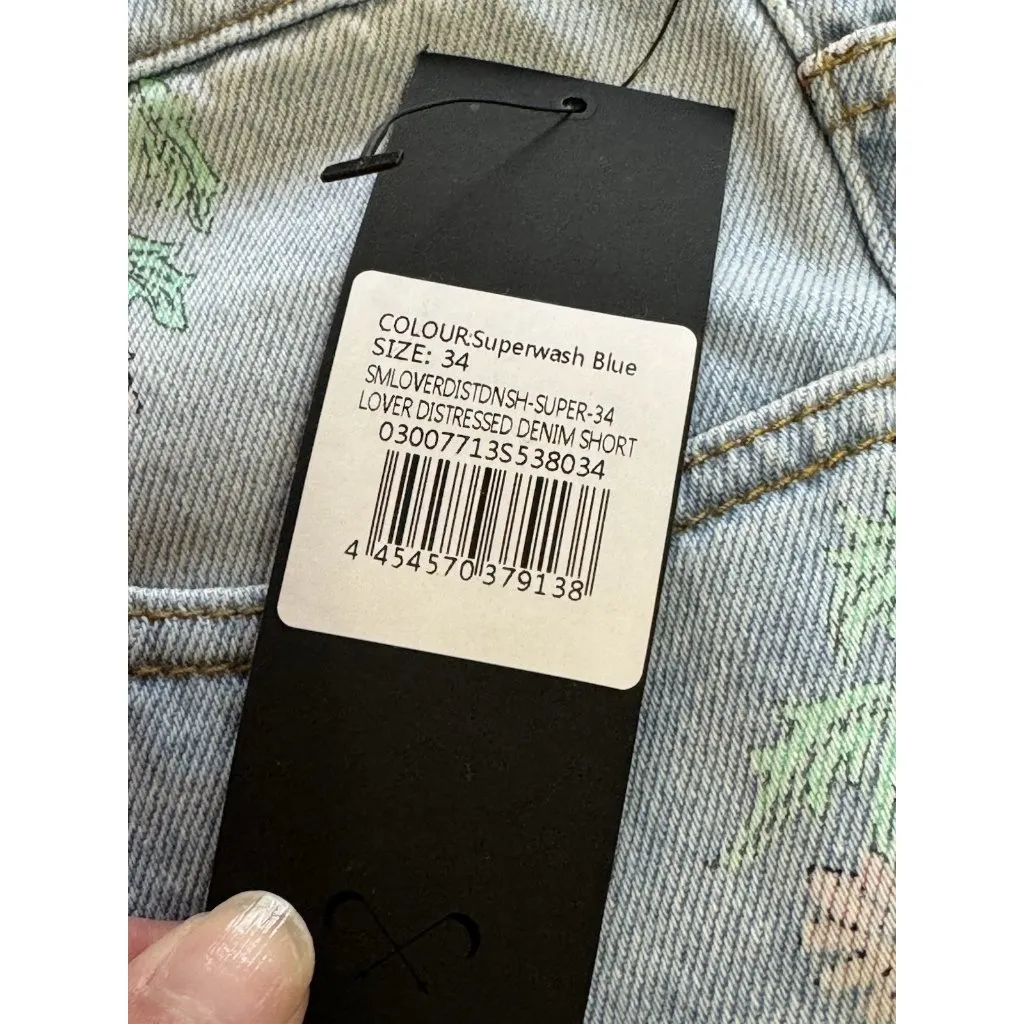 COLOUR:Superwash Blue
SIZE: 34
SMLOVERDISTDNSH-SUPER-34
LOVER DISTRESSED DENIM SHORT
03007713S538034
4 454570 379138